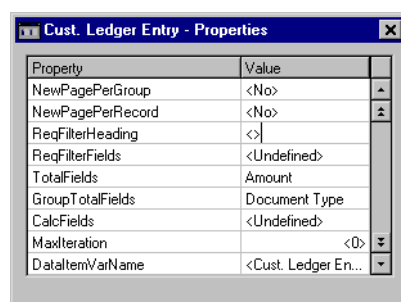 Cust. Ledger Entry - Properties
Property Value
NewPagePerGroup <No>
NewPagePerRecord <No>
ReqFilterHeading <>
ReqFilterFields <Undefined>
TotalFields Amount
GroupTotalFields Document Type
CalcFields <Undefined>
MaxIteration <0>
DataItemVarName <Cust. Ledger En...